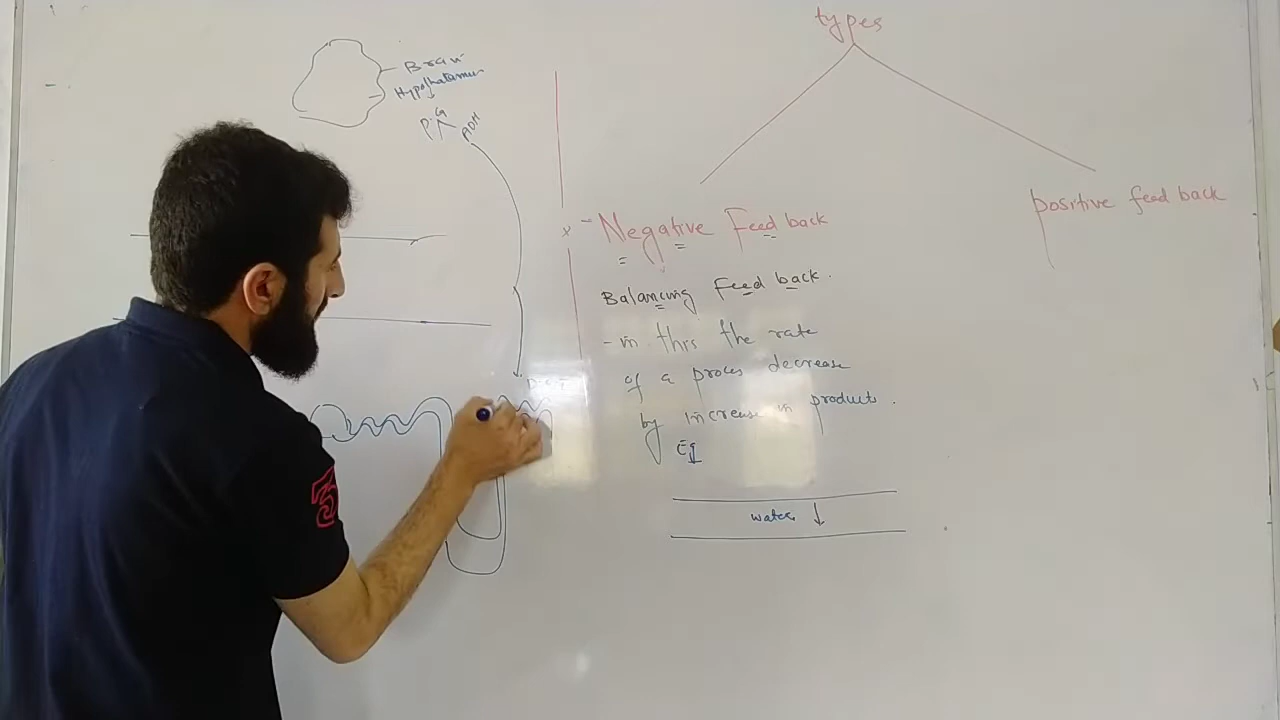 types
Brain
Hypothalamus
P.G
ADH
- Negative Feed back
positive feed back
Balancing Feed back.
- in this the rate
of a proces decrease
by increase in products.
Eg
water ↓
D.C.T